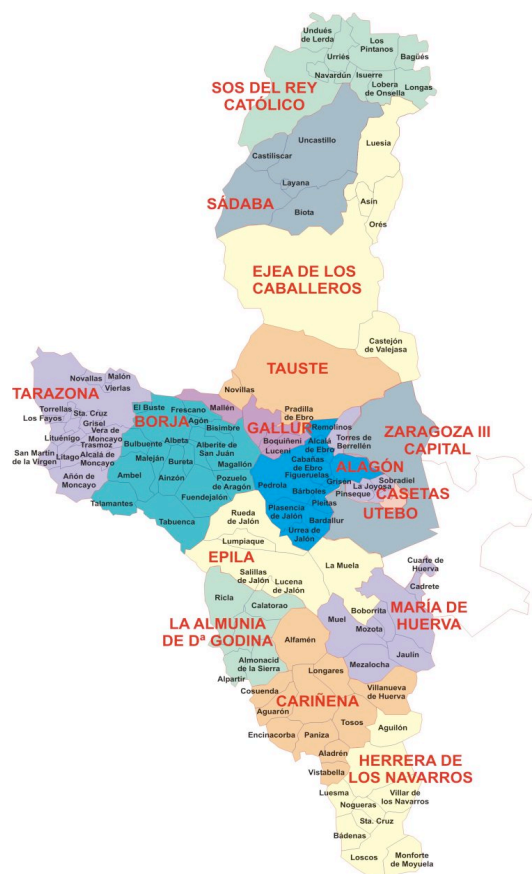 Undués
de Lerda
Los
Pintanos
Urriés
Bagüés
Navardún
Isuerre
Lobera
de Onsella
Longas
SOS DEL REY
CATÓLICO
Uncastillo
Luesia
Castiliscar
Layana
SÁDABA
Biota
Asín
Orés
EJEA DE LOS
CABALLEROS
Castejón
de Valejasa
TAUSTE
Novallas
Malón
Vierlas
TARAZONA
Torrellas
Los Fayos
Sta. Cruz
Grisel
Lituénigo
Vera de
Moncayo
Trasmoz
San Martín
de la Virgen
Litago
Alcalá de
Moncayo
Añón de
Moncayo
Novillas
Mallén
El Buste
Frescano
BORJA
Agón
Bisimbre
Bulbuente
Albeta
Alberite de
San Juán
Maleján
Bureta
Magallón
Ambel
Ainzón
Pozuelo
de Aragón
Talamantes
Fuendejalón
Tabuenca
Pradilla
de Ebro
GALLUR
Remolinos
Boquiñeni
Luceni
Alcalá
de Ebro
Torres de
Berrellén
ZARAGOZA III
CAPITAL
Cabañas
de Ebro
ALAGÓN
Figueruelas
Grisén
Sobradiel
Pedrola
La Joyosa
CASETAS
Bárboles
Pinseque
Pleitas
UTEBO
Plasencia
de Jalón
Bardallur
Urrea de
Jalón
Rueda
de Jalón
Lumpiaque
EPILA
Salillas
de Jalón
Lucena
de Jalón
La Muela
Cuarte de
Huerva
Cadrete
Ricla
Calatorao
Boborrita
MARÍA DE
HUERVA
LA ALMUNIA
DE Dª GODINA
Muel
Mozota
Alfamén
Jaulín
Almonacid
de la Sierra
Longares
Mezalocha
Alpartir
Cosuenda
CARIÑENA
Villanueva
de Huerva
Aguarón
Tosos
Encinacorba
Paniza
Aguilón
Aladrén
Vistabella
HERRERA DE
LOS NAVARROS
Luesma
Villar de
los Navarros
Nogueras
Sta. Cruz
Bádenas
Loscos
Monforte
de Moyuela